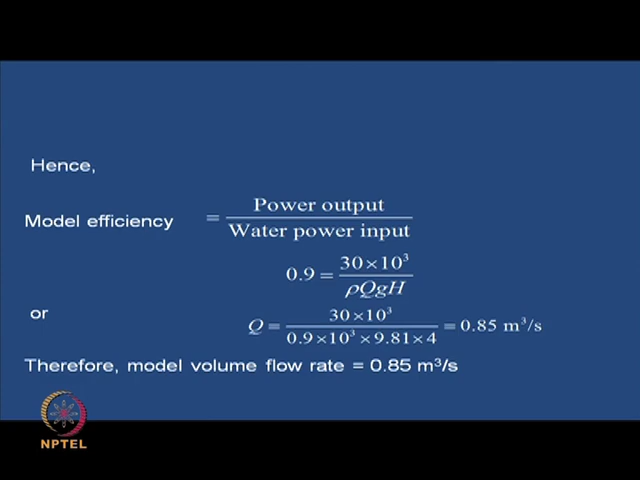 Hence,
Model efficiency = Power output / Water power input
0.9 = 30×10³ / ρQgH
or
Q = 30×10³ / 0.9×10³×9.81×4 = 0.85 m³/s
Therefore, model volume flow rate = 0.85 m³/s
NPTEL